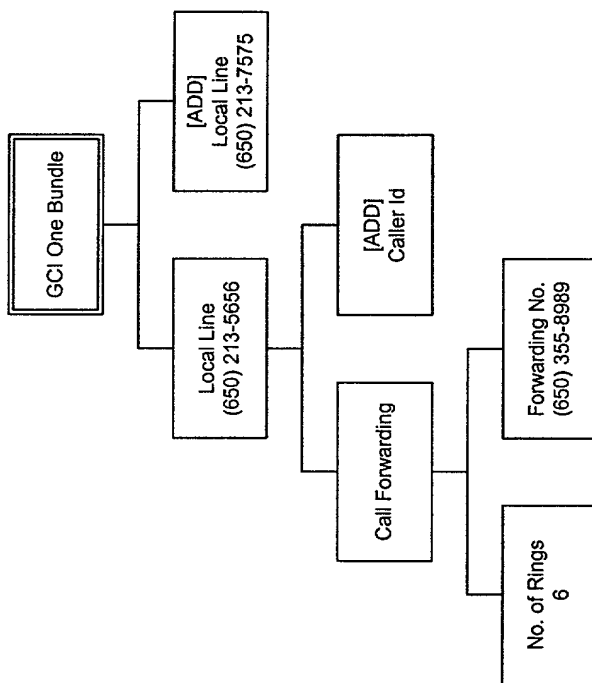 GCI One Bundle
Local Line
(650) 213-5656
[ADD]
Local Line
(650) 213-7575
Call Forwarding
[ADD]
Caller Id
No. of Rings
6
Forwarding No.
(650) 355-8989